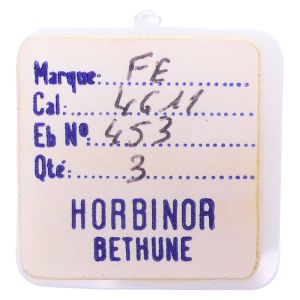 Marque: FE
Cal: 4611
Eb Nº: 453
Qté: 3
HORBINOR
BETHUNE